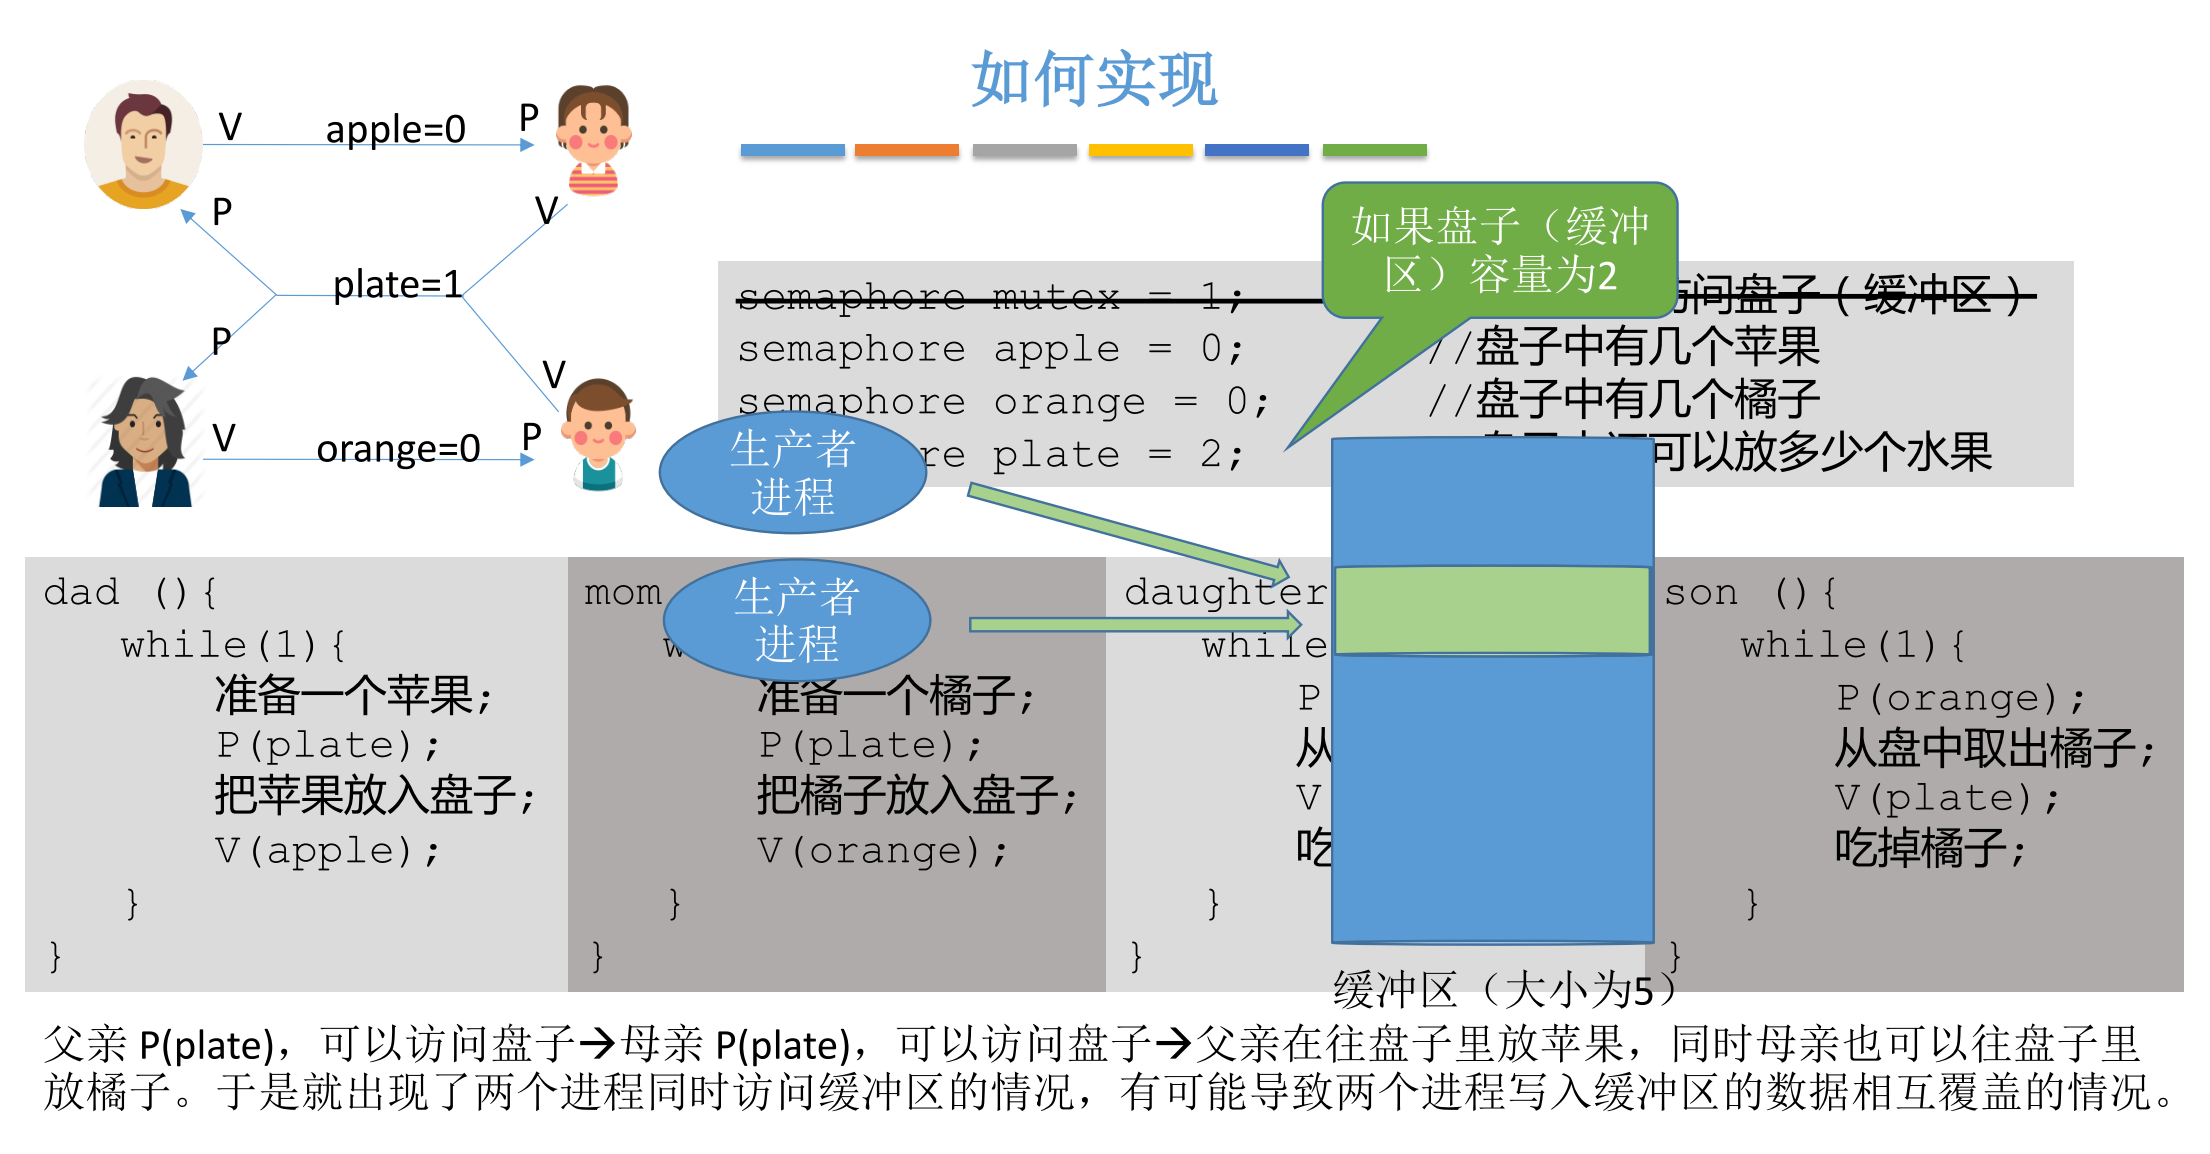 如何实现
V apple=0 P
P
V
plate=1
P
V
V orange=0 P
如果盘子（缓冲
区）容量为2
semaphore mutex = 1; 访问盘子（缓冲区）
semaphore apple = 0; //盘子中有几个苹果
semaphore orange = 0; //盘子中有几个橘子
re plate = 2; 可以放多少个水果
生产者
进程
生产者
进程
dad (){
while(1){
准备一个苹果;
P(plate);
把苹果放入盘子;
V(apple);
}
}
mom
准备一个橘子;
P(plate);
把橘子放入盘子;
V(orange);
}
}
daughter
while
P
从
V
吃
}
}
son (){
while(1){
P(orange);
从盘中取出橘子;
V(plate);
吃掉橘子;
}
}
缓冲区（大小为5）
父亲 P(plate)，可以访问盘子→母亲 P(plate)，可以访问盘子→父亲在往盘子里放苹果，同时母亲也可以往盘子里
放橘子。于是就出现了两个进程同时访问缓冲区的情况，有可能导致两个进程写入缓冲区的数据相互覆盖的情况。